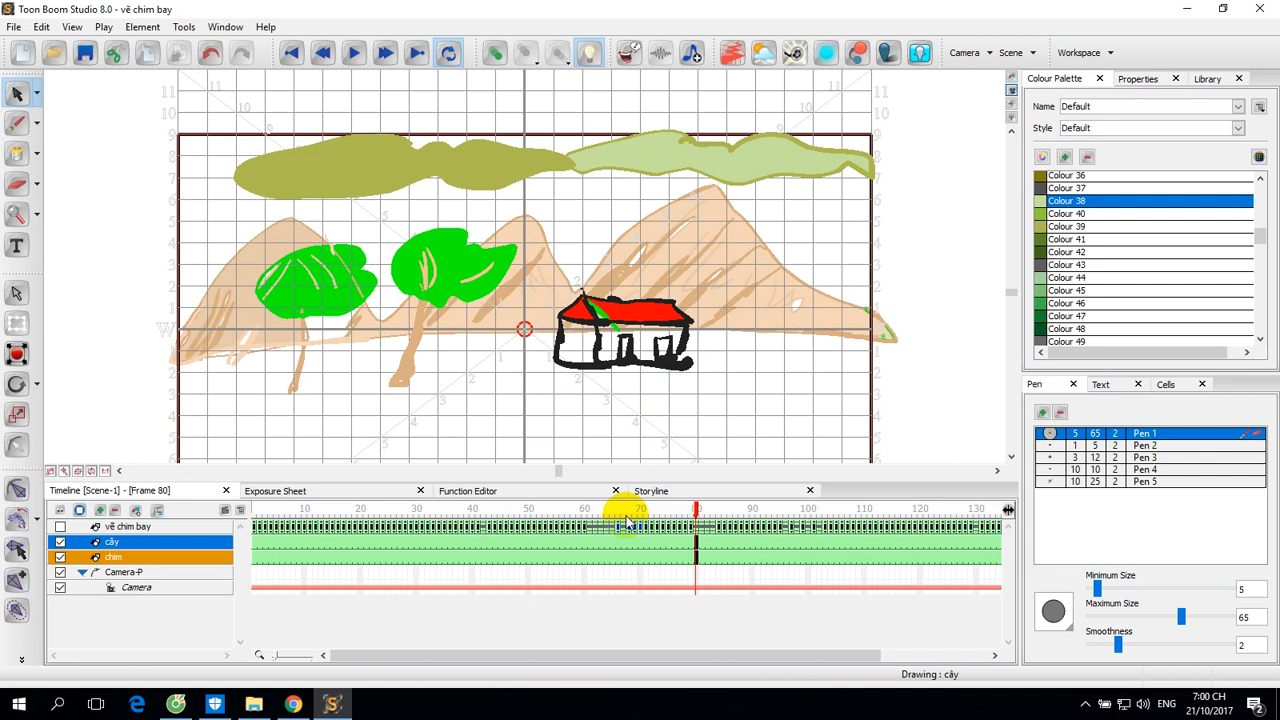 Toon Boom Studio 8.0 - vẽ chim bay
File Edit View Play Element Tools Window Help
Camera Scene Workspace
Colour Palette Properties Library
Name Default
Style Default
Colour 36
Colour 37
Colour 38
Colour 40
Colour 39
Colour 41
Colour 42
Colour 43
Colour 44
Colour 45
Colour 46
Colour 47
Colour 48
Colour 49
Pen Text Cells
5 65 2 Pen 1
1 5 2 Pen 2
3 12 2 Pen 3
10 10 2 Pen 4
10 25 2 Pen 5
Minimum Size
5
Maximum Size
65
Smoothness
2
Timeline [Scene-1] - [Frame 80] Exposure Sheet Function Editor Storyline
10 20 30 40 50 60 70 80 90 100 110 120 130
vẽ chim bay
cây
chim
Camera-P
Camera
Drawing : cây
ENG
7:00 CH
21/10/2017